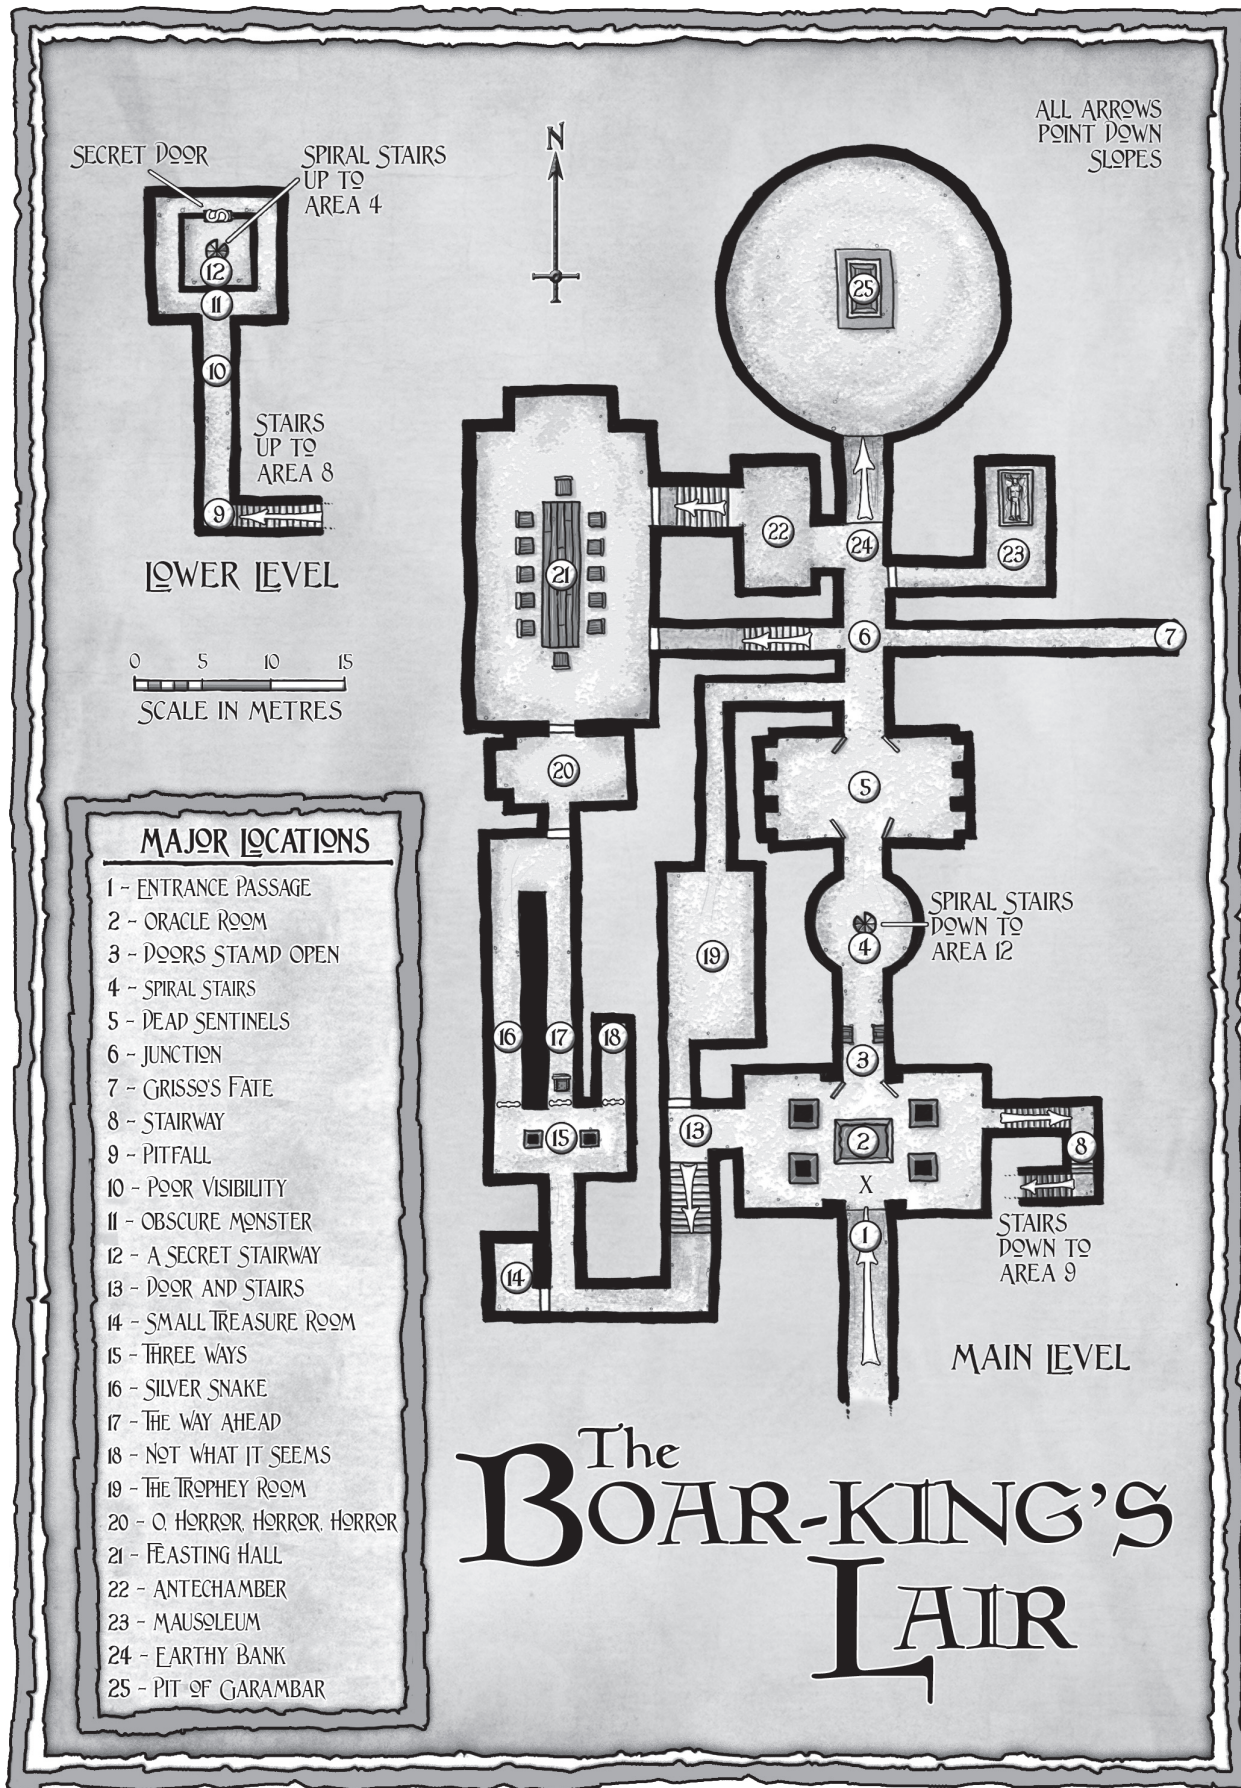 ALL ARROWS
POINT DOWN
SLOPES
N
SECRET DOOR
SPIRAL STAIRS
UP TO
AREA 4
12
11
10
STAIRS
UP TO
AREA 8
9
LOWER LEVEL
0 5 10 15
SCALE IN METRES
25
22
24
23
21
6
7
20
5
SPIRAL STAIRS
DOWN TO
AREA 12
4
19
16
17
18
3
15
13
2
8
X
1
STAIRS
DOWN TO
AREA 9
14
MAIN LEVEL
MAJOR LOCATIONS
1 - ENTRANCE PASSAGE
2 - ORACLE ROOM
3 - DOORS STAMD OPEN
4 - SPIRAL STAIRS
5 - DEAD SENTINELS
6 - JUNCTION
7 - GRISSO'S FATE
8 - STAIRWAY
9 - PITFALL
10 - POOR VISIBILITY
11 - OBSCURE MONSTER
12 - A SECRET STAIRWAY
13 - DOOR AND STAIRS
14 - SMALL TREASURE ROOM
15 - THREE WAYS
16 - SILVER SNAKE
17 - THE WAY AHEAD
18 - NOT WHAT IT SEEMS
19 - THE TROPHEY ROOM
20 - O, HORROR, HORROR, HORROR
21 - FEASTING HALL
22 - ANTECHAMBER
23 - MAUSOLEUM
24 - EARTHY BANK
25 - PIT OF GARAMBAR
The
BOAR-KING'S
LAIR